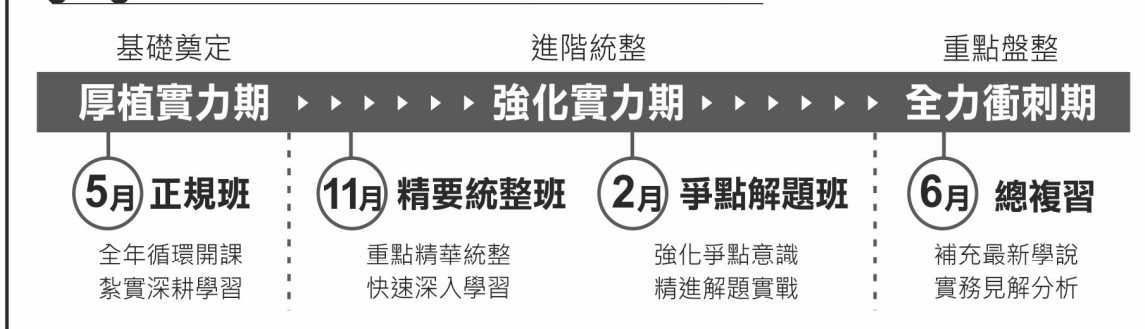 基礎奠定 進階統整 重點盤整
厚植實力期 ▶ ▶ ▶ ▶ ▶ ▶ 強化實力期 ▶ ▶ ▶ ▶ ▶ ▶ 全力衝刺期
5月 正規班 11月 精要統整班 2月 爭點解題班 6月 總複習
全年循環開課 重點精華統整 強化爭點意識 補充最新學說
紮實深耕學習 快速深入學習 精進解題實戰 實務見解分析